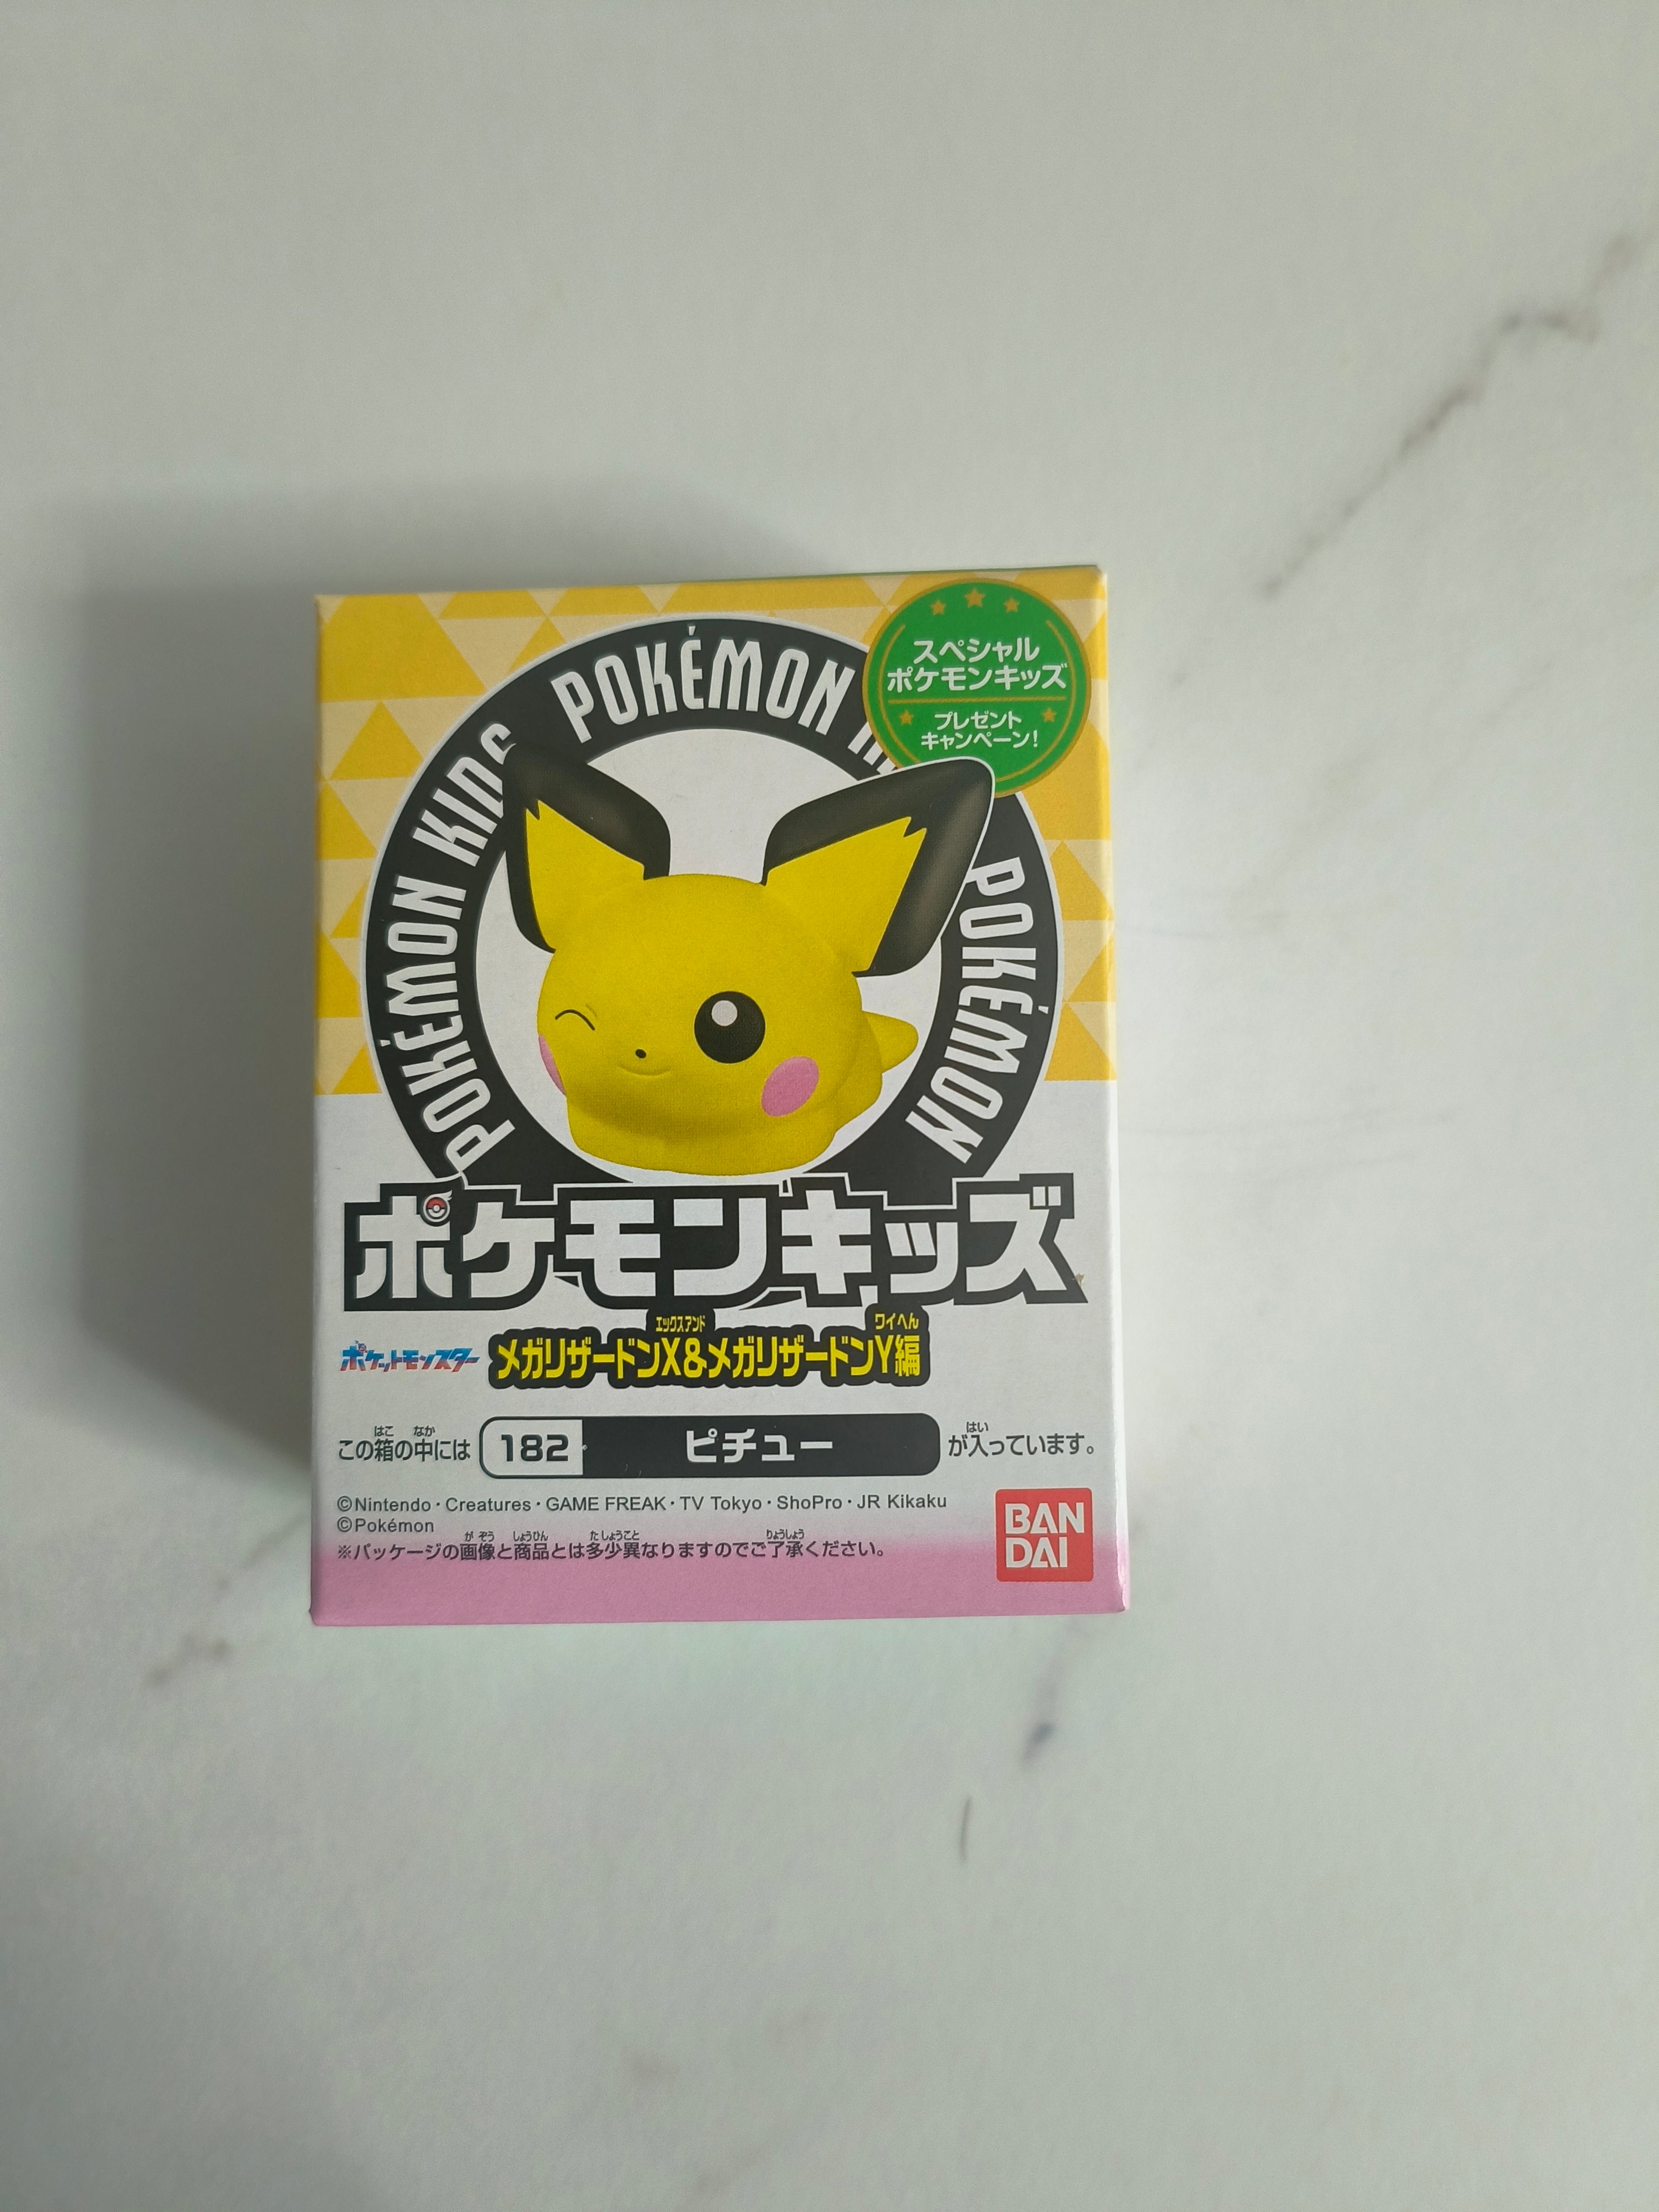 POKÉMON KIDS POKÉMON
POKÉMON
スペシャル
ポケモンキッズ
プレゼント
キャンペーン!
ポケモンキッズ
エックスアンド ワイへん
ポケットモンスター メガリザードンX&メガリザードンY編
はこ なか はい
この箱の中には 182 ピチュー が入っています。
©Nintendo・Creatures・GAME FREAK・TV Tokyo・ShoPro・JR Kikaku
©Pokémon
が ぞう しょうひん た しょうこと りょうしょう
※パッケージの画像と商品とは多少異なりますのでご了承ください。
BAN
DAI